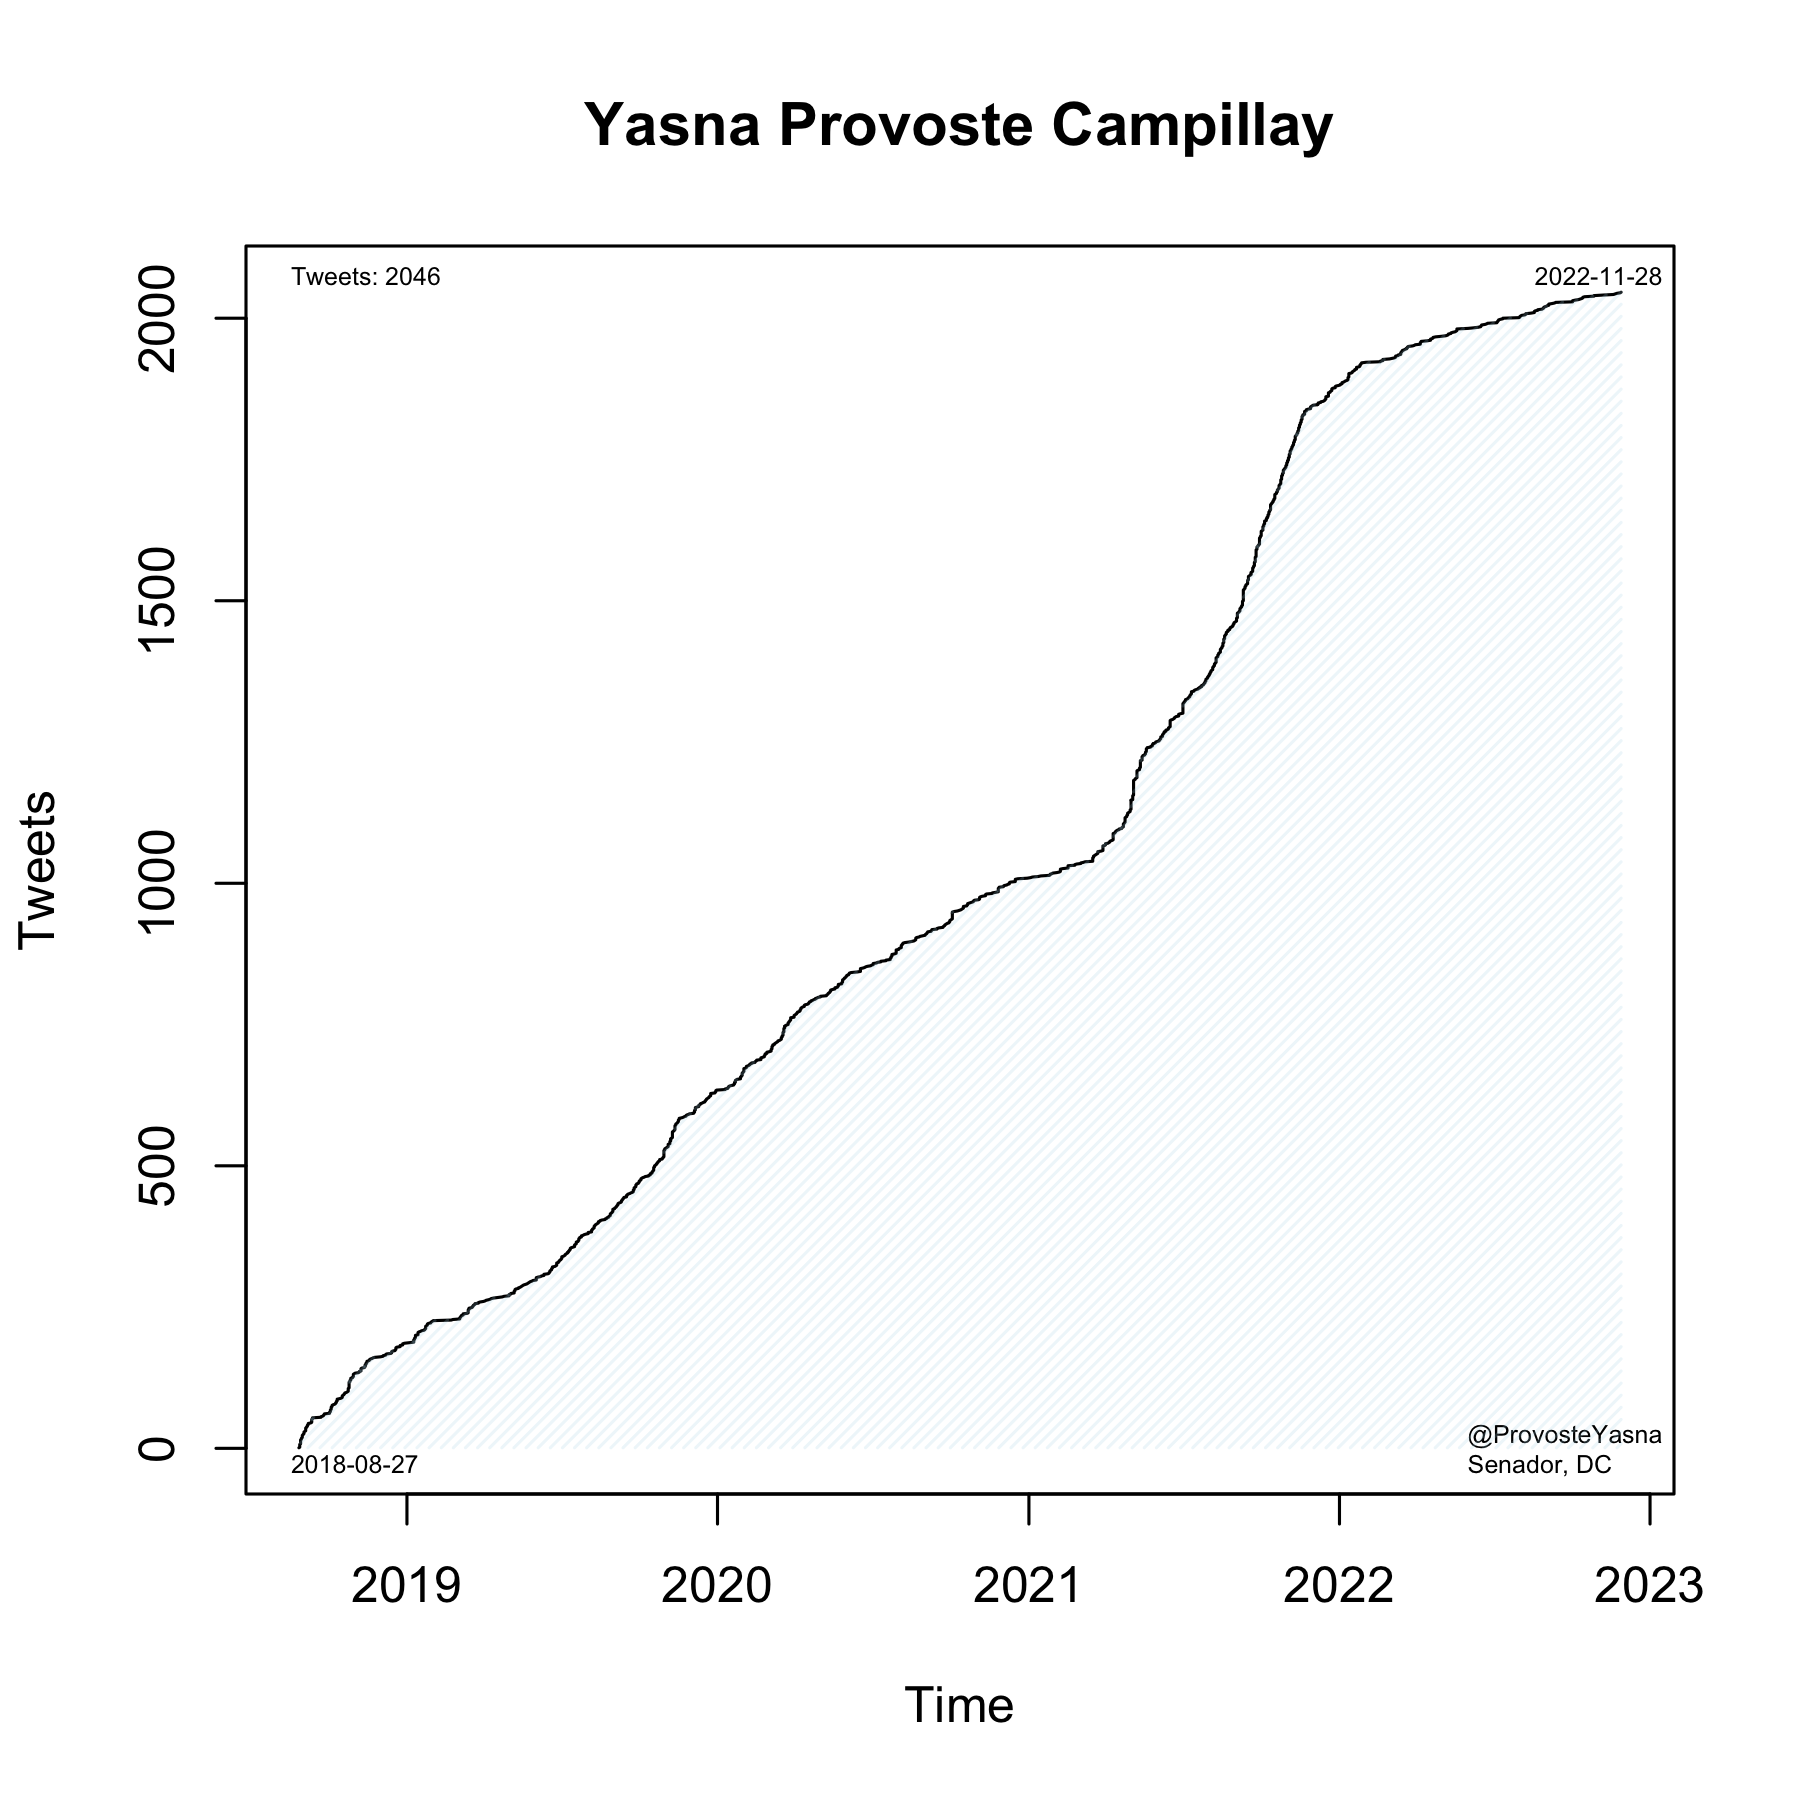 Yasna Provoste Campillay
Tweets: 2046
2022-11-28
2000
1500
1000
500
0
Tweets
@ProvosteYasna
Senador, DC
2018-08-27
2019
2020
2021
2022
2023
Time